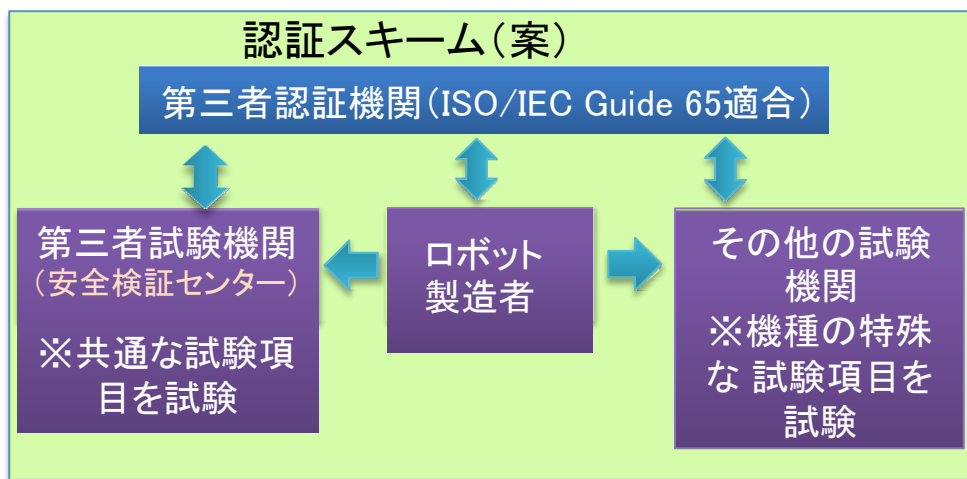 認証スキーム（案）
第三者認証機関（ISO/IEC Guide 65適合）
第三者試験機関
（安全検証センター）
※共通な試験項
目を試験
ロボット
製造者
その他の試験
機関
※機種の特殊
な 試験項目を
試験